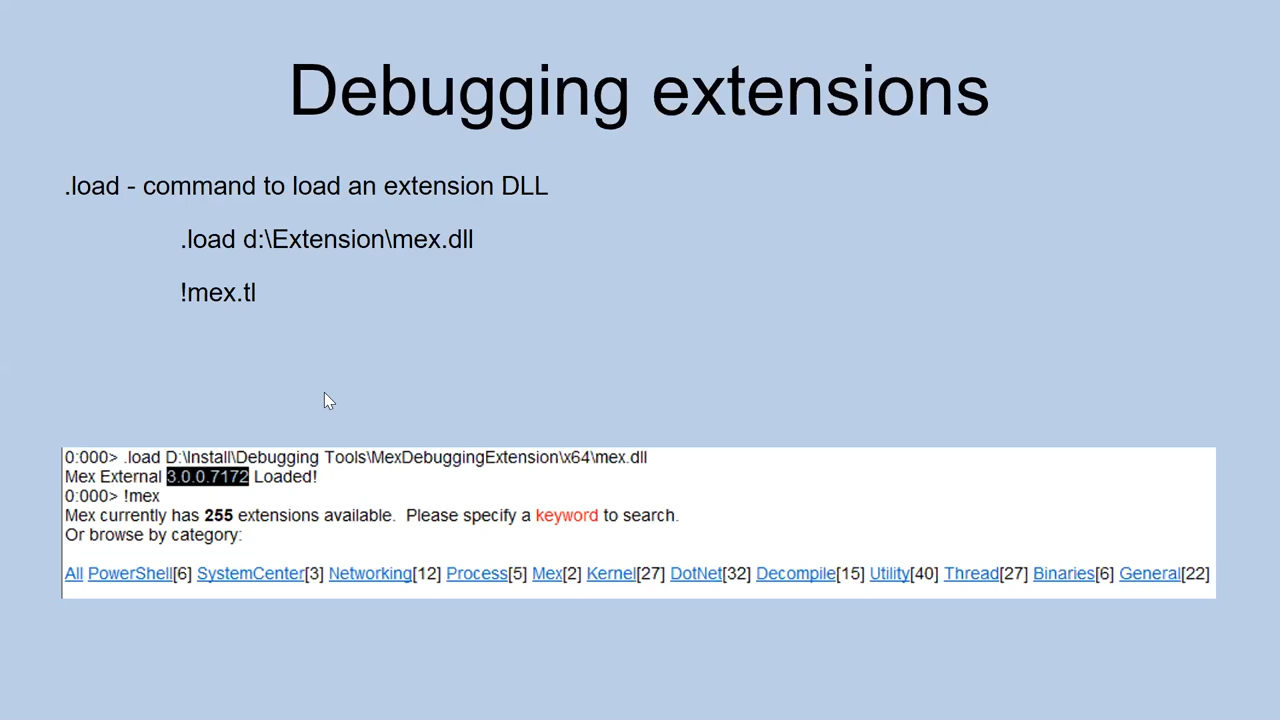 Debugging extensions
.load - command to load an extension DLL
.load d:\Extension\mex.dll
!mex.tl
0:000> .load D:\Install\Debugging Tools\MexDebuggingExtension\x64\mex.dll
Mex External 3.0.0.7172 Loaded!
0:000> !mex
Mex currently has 255 extensions available.  Please specify a keyword to search.
Or browse by category:
All PowerShell[6] SystemCenter[3] Networking[12] Process[5] Mex[2] Kernel[27] DotNet[32] Decompile[15] Utility[40] Thread[27] Binaries[6] General[22]